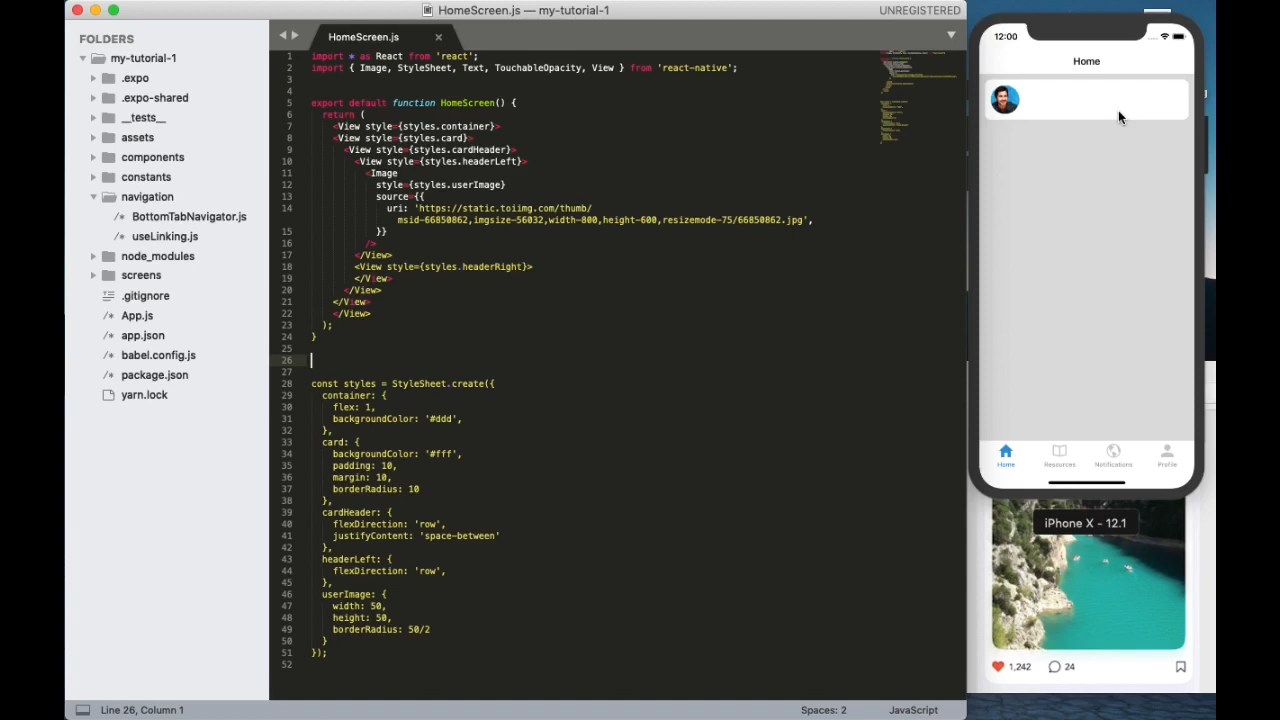 HomeScreen.js — my-tutorial-1
UNREGISTERED
FOLDERS
my-tutorial-1
.expo
.expo-shared
__tests__
assets
components
constants
navigation
/* BottomTabNavigator.js
/* useLinking.js
node_modules
screens
.gitignore
/* App.js
/* app.json
/* babel.config.js
/* package.json
yarn.lock
HomeScreen.js ×
1 import * as React from 'react';
2 import { Image, StyleSheet, Text, TouchableOpacity, View } from 'react-native';
3
4
5 export default function HomeScreen() {
6 return (
7 <View style={styles.container}>
8 <View style={styles.card}>
9 <View style={styles.cardHeader}>
10 <View style={styles.headerLeft}>
11 <Image
12 style={styles.userImage}
13 source={{
14 uri: 'https://static.toiimg.com/thumb/
msid-66850862,imgsize-56032,width-800,height-600,resizemode-75/66850862.jpg',
15 }}
16 />
17 </View>
18 <View style={styles.headerRight}>
19 </View>
20 </View>
21 </View>
22 </View>
23 );
24 }
25
26
27
28 const styles = StyleSheet.create({
29 container: {
30 flex: 1,
31 backgroundColor: '#ddd',
32 },
33 card: {
34 backgroundColor: '#fff',
35 padding: 10,
36 margin: 10,
37 borderRadius: 10
38 },
39 cardHeader: {
40 flexDirection: 'row',
41 justifyContent: 'space-between'
42 },
43 headerLeft: {
44 flexDirection: 'row',
45 },
46 userImage: {
47 width: 50,
48 height: 50,
49 borderRadius: 50/2
50 }
51 });
52
Line 26, Column 1
Spaces: 2
JavaScript
12:00
Home
Home Resources Notifications Profile
iPhone X - 12.1
1,242 24